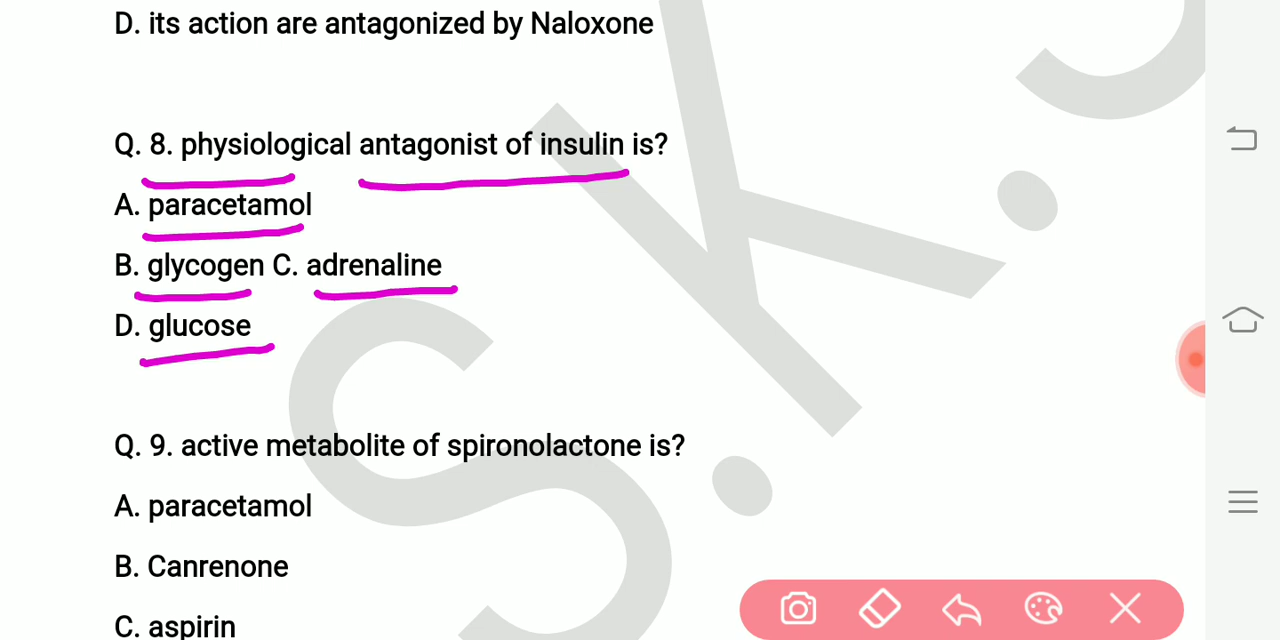 D. its action are antagonized by Naloxone
Q. 8. physiological antagonist of insulin is?
A. paracetamol
B. glycogen C. adrenaline
D. glucose
Q. 9. active metabolite of spironolactone is?
A. paracetamol
B. Canrenone
C. aspirin
S.K.J